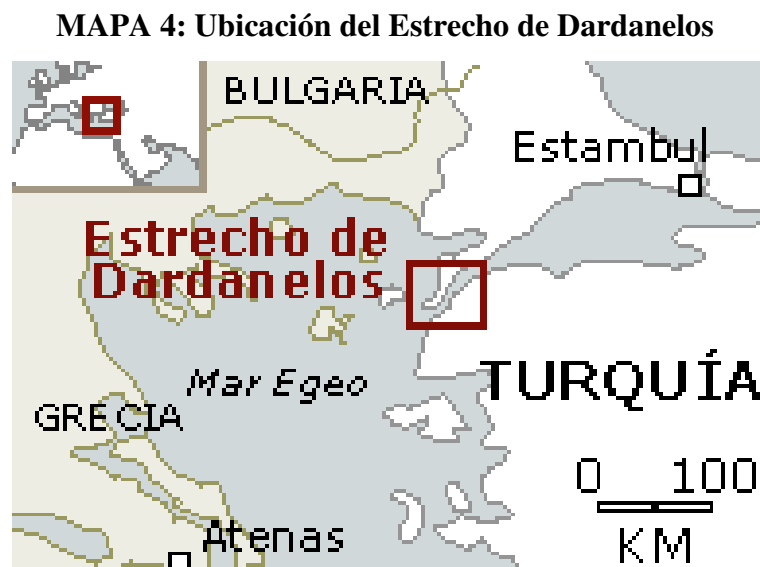 MAPA 4: Ubicación del Estrecho de Dardanelos
BULGARIA
Estambul
Estrecho de
Dardanelos
Mar Egeo
TURQUÍA
GRECIA
0 100
KM
Atenas